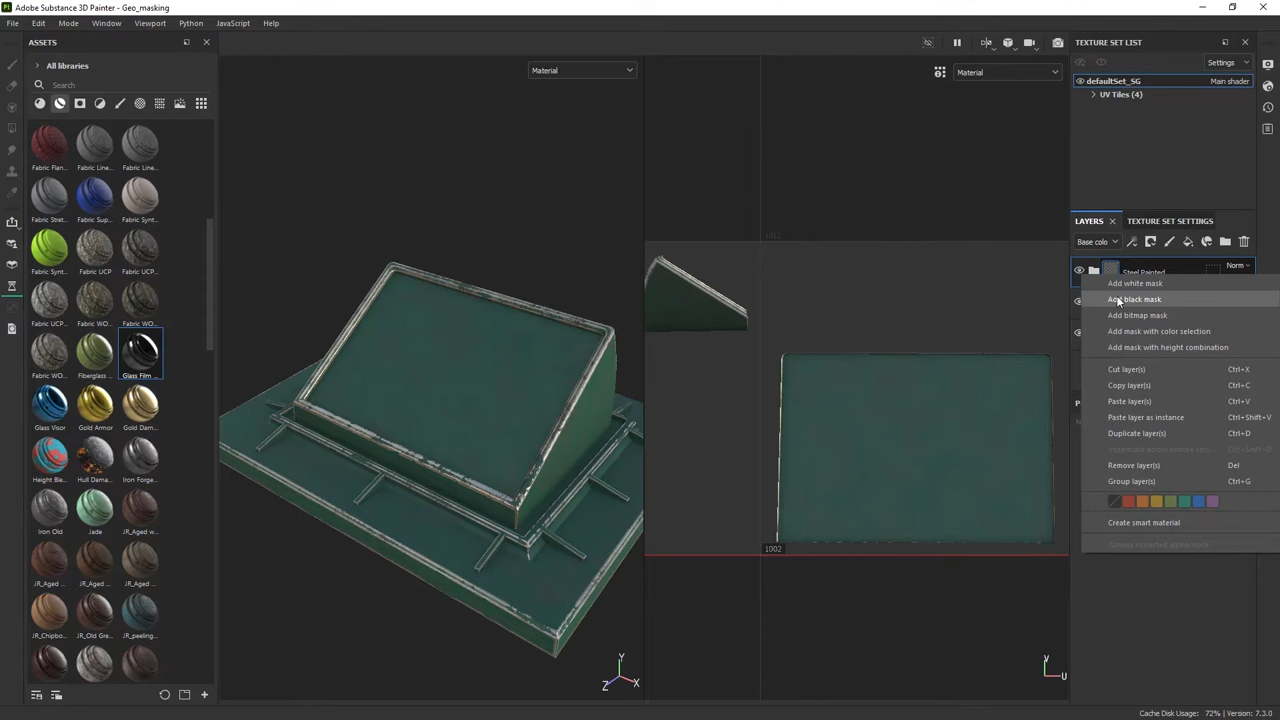 Adobe Substance 3D Painter - Geo_masking
File Edit Mode Window Viewport Python JavaScript Help
ASSETS
All libraries
Search
Fabric Flan... Fabric Line... Fabric Line...
Fabric Stret... Fabric Sup... Fabric Synt...
Fabric Synt... Fabric UCP Fabric UCP...
Fabric UCP... Fabric WO... Fabric WO...
Fabric WO... Fiberglass ... Glass Film ...
Glass Visor Gold Armor Gold Dam...
Height Ble... Hull Dama... Iron Forge...
Iron Old Jade JR_Aged w...
JR_Aged ... JR_Aged ... JR_Aged ...
JR_Chipbo... JR_Old Gre... JR_peeling...
Material
Material
1012
1002
Y
Z X
V
U
TEXTURE SET LIST
Settings
defaultSet_SG Main shader
UV Tiles (4)
LAYERS TEXTURE SET SETTINGS
Base colo
Steel Painted Norm
Add white mask
Add black mask
Add bitmap mask
Add mask with color selection
Add mask with height combination
Cut layer(s) Ctrl+X
Copy layer(s) Ctrl+C
Paste layer(s) Ctrl+V
Paste layer as instance Ctrl+Shift+V
Duplicate layer(s) Ctrl+D
Instantiate across texture sets... Ctrl+Shift+D
Remove layer(s) Del
Group layer(s) Ctrl+G
Create smart material
Cache Disk Usage: 72% | Version: 7.3.0